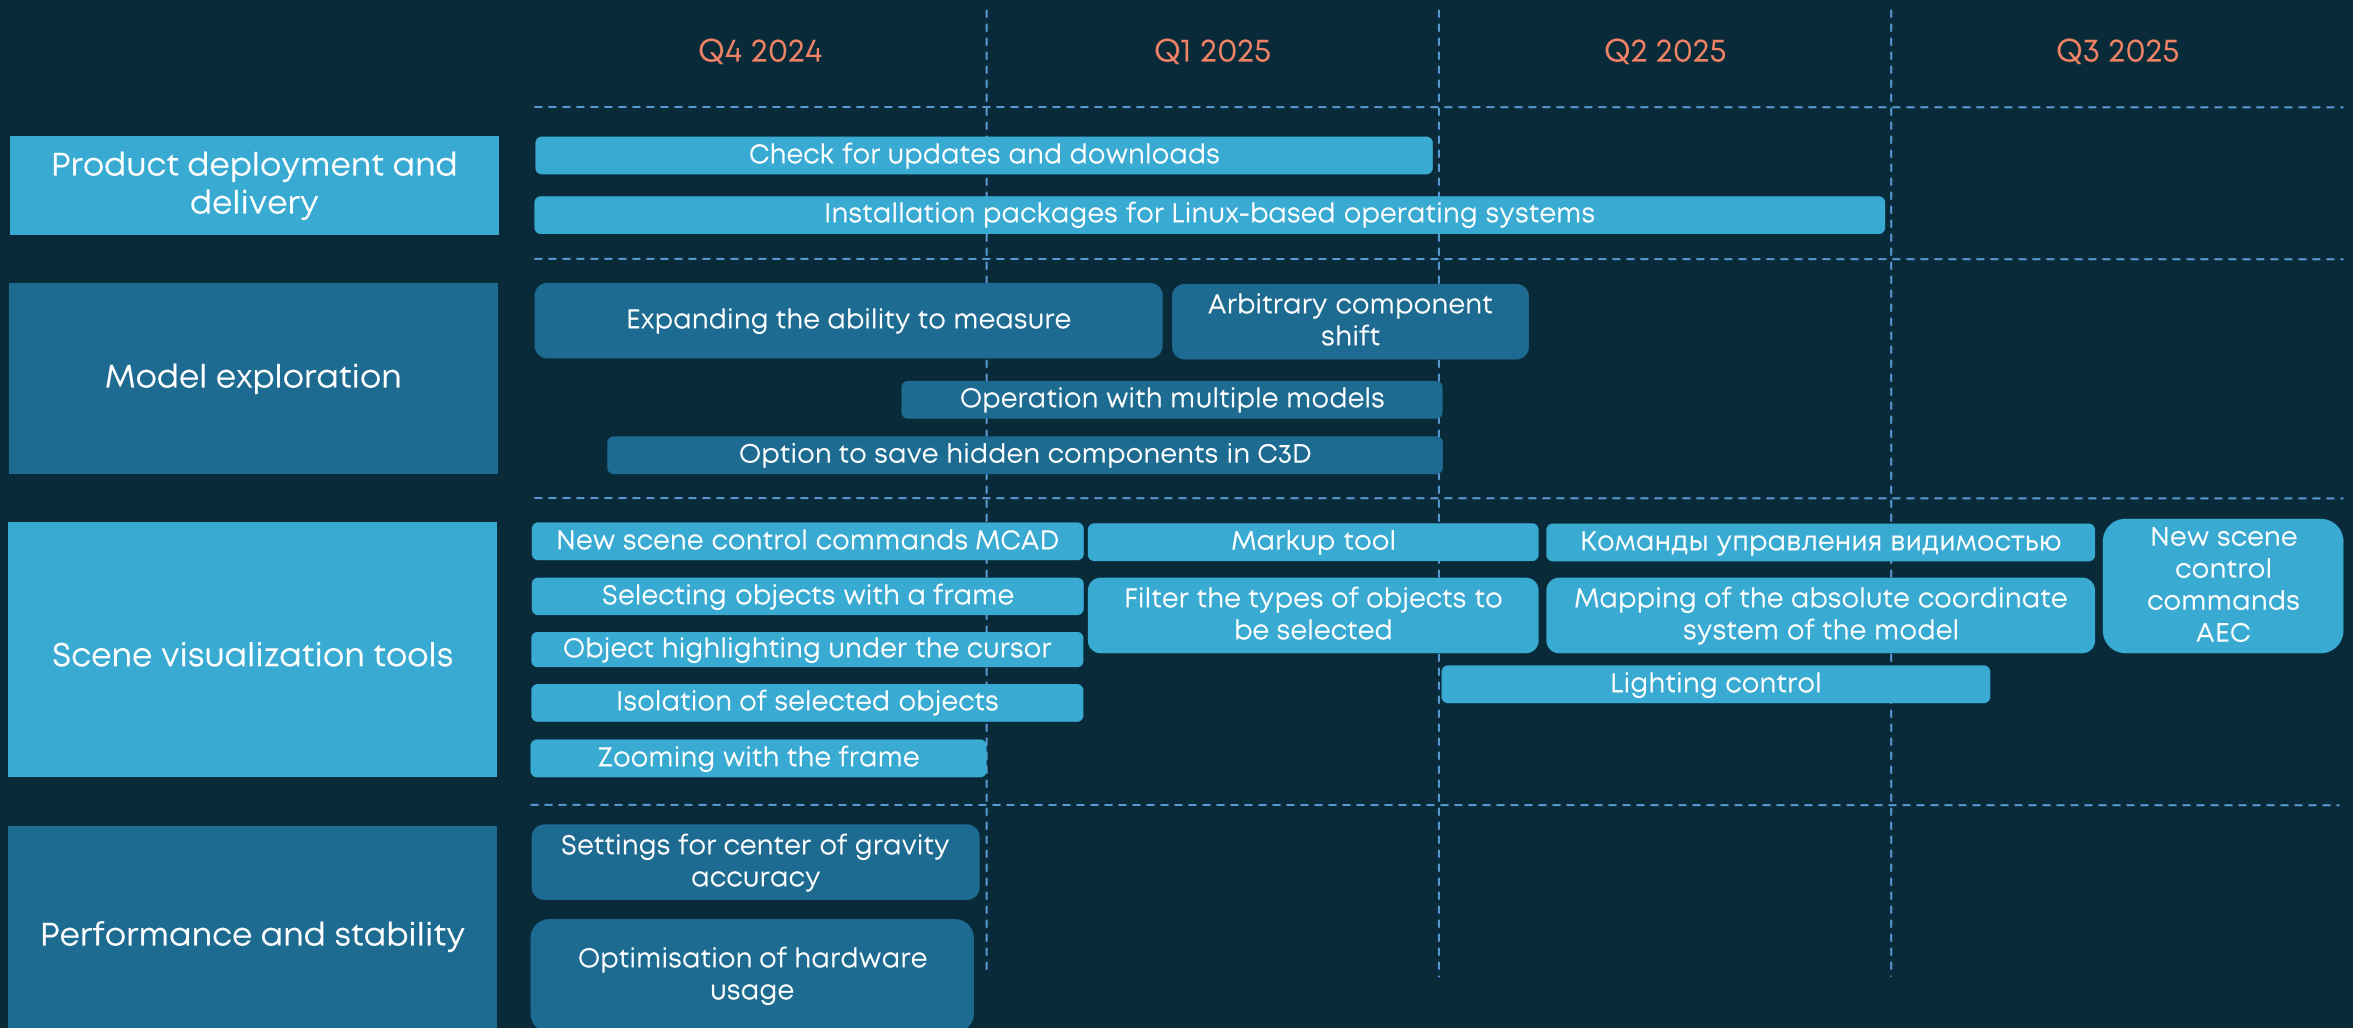 Q4 2024
Q1 2025
Q2 2025
Q3 2025
Product deployment and
delivery
Check for updates and downloads
Installation packages for Linux-based operating systems
Model exploration
Expanding the ability to measure
Arbitrary component
shift
Operation with multiple models
Option to save hidden components in C3D
Scene visualization tools
New scene control commands MCAD
Markup tool
Команды управления видимостью
New scene
control
commands
AEC
Selecting objects with a frame
Filter the types of objects to
be selected
Mapping of the absolute coordinate
system of the model
Object highlighting under the cursor
Isolation of selected objects
Lighting control
Zooming with the frame
Performance and stability
Settings for center of gravity
accuracy
Optimisation of hardware
usage